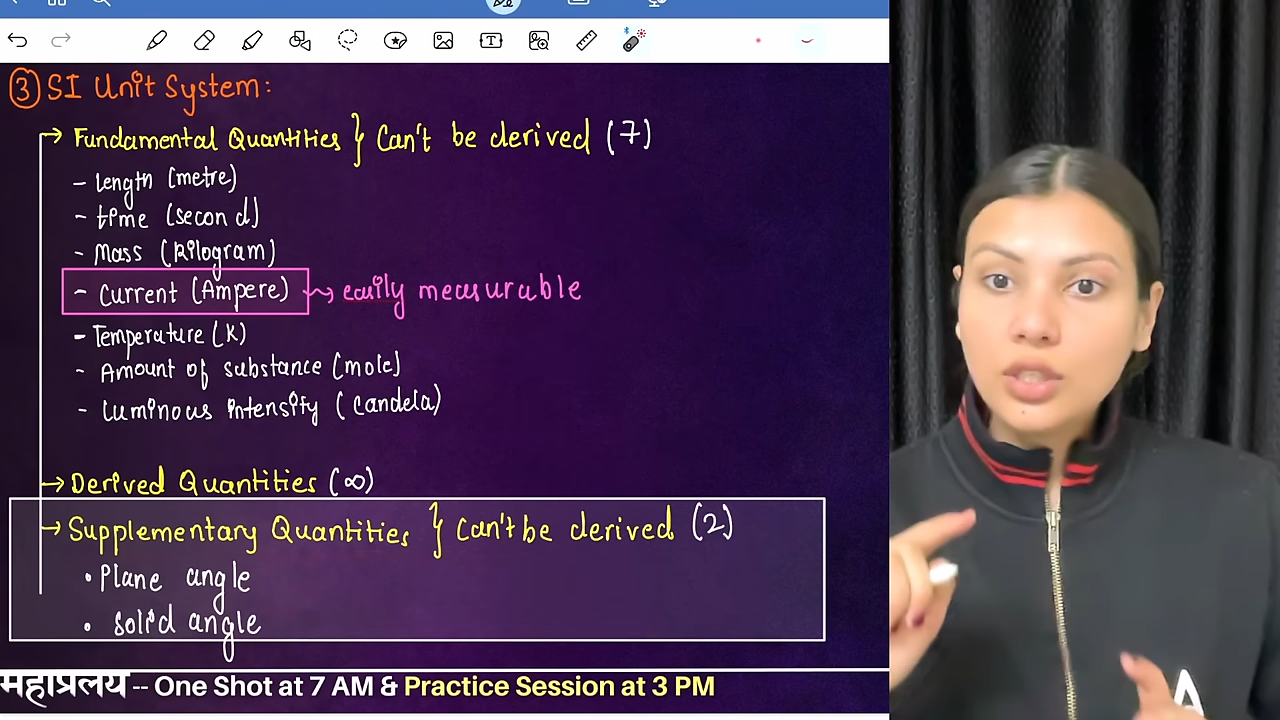 ③ SI Unit System:
→ Fundamental Quantities } Can't be derived (7)
- Length (metre)
- time (second)
- Mass (kilogram)
- Current (Ampere) → easily measurable
- Temperature (K)
- Amount of substance (mole)
- Luminous intensity (Candela)
→ Derived Quantities (∞)
→ Supplementary Quantities } Can't be derived (2)
• Plane angle
• solid angle
महाप्रलय -- One Shot at 7 AM & Practice Session at 3 PM
A